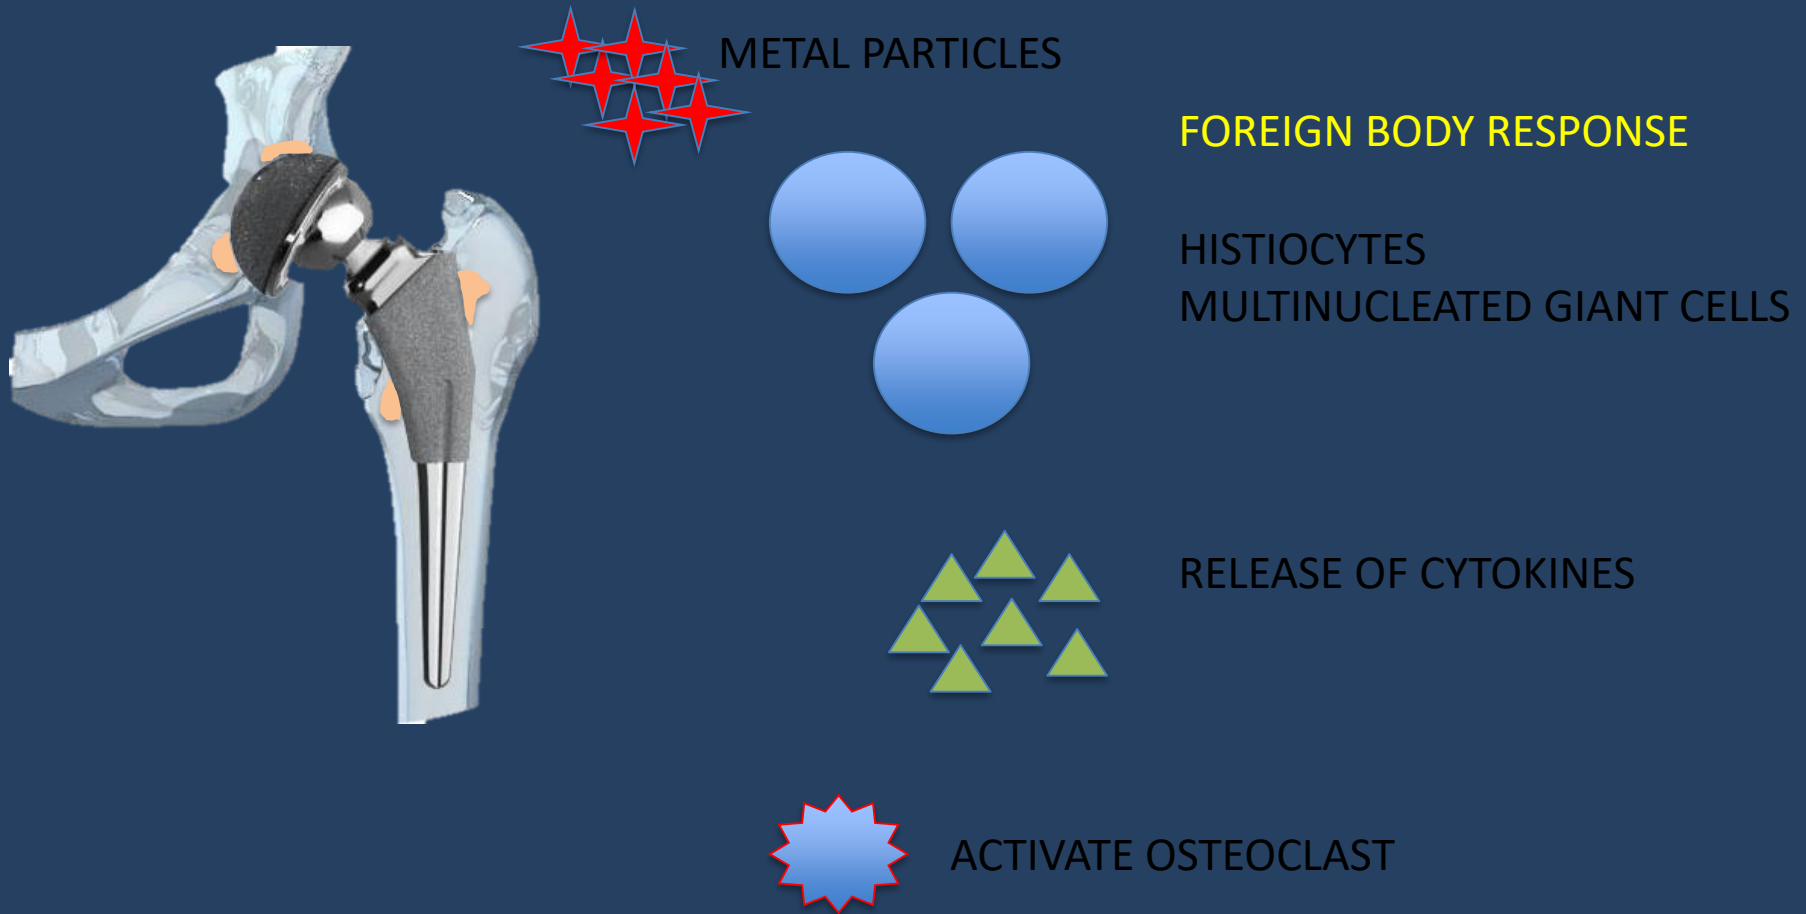 METAL PARTICLES
FOREIGN BODY RESPONSE
HISTIOCYTES
MULTINUCLEATED GIANT CELLS
RELEASE OF CYTOKINES
ACTIVATE OSTEOCLAST